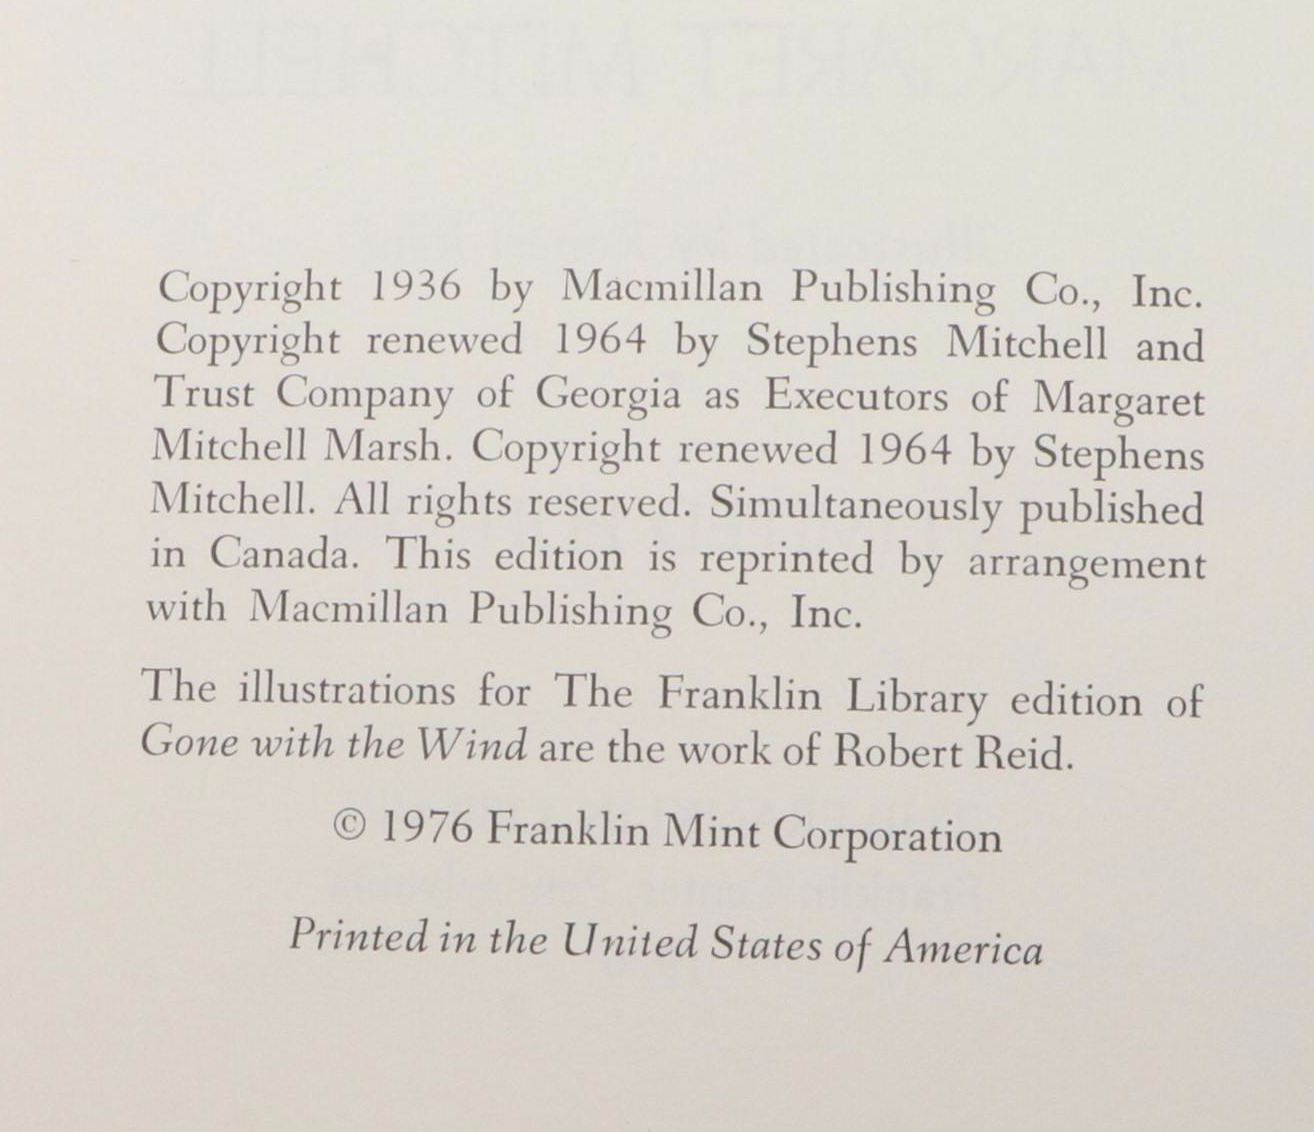 Copyright 1936 by Macmillan Publishing Co., Inc.
Copyright renewed 1964 by Stephens Mitchell and
Trust Company of Georgia as Executors of Margaret
Mitchell Marsh. Copyright renewed 1964 by Stephens
Mitchell. All rights reserved. Simultaneously published
in Canada. This edition is reprinted by arrangement
with Macmillan Publishing Co., Inc.
The illustrations for The Franklin Library edition of
Gone with the Wind are the work of Robert Reid.
© 1976 Franklin Mint Corporation
Printed in the United States of America